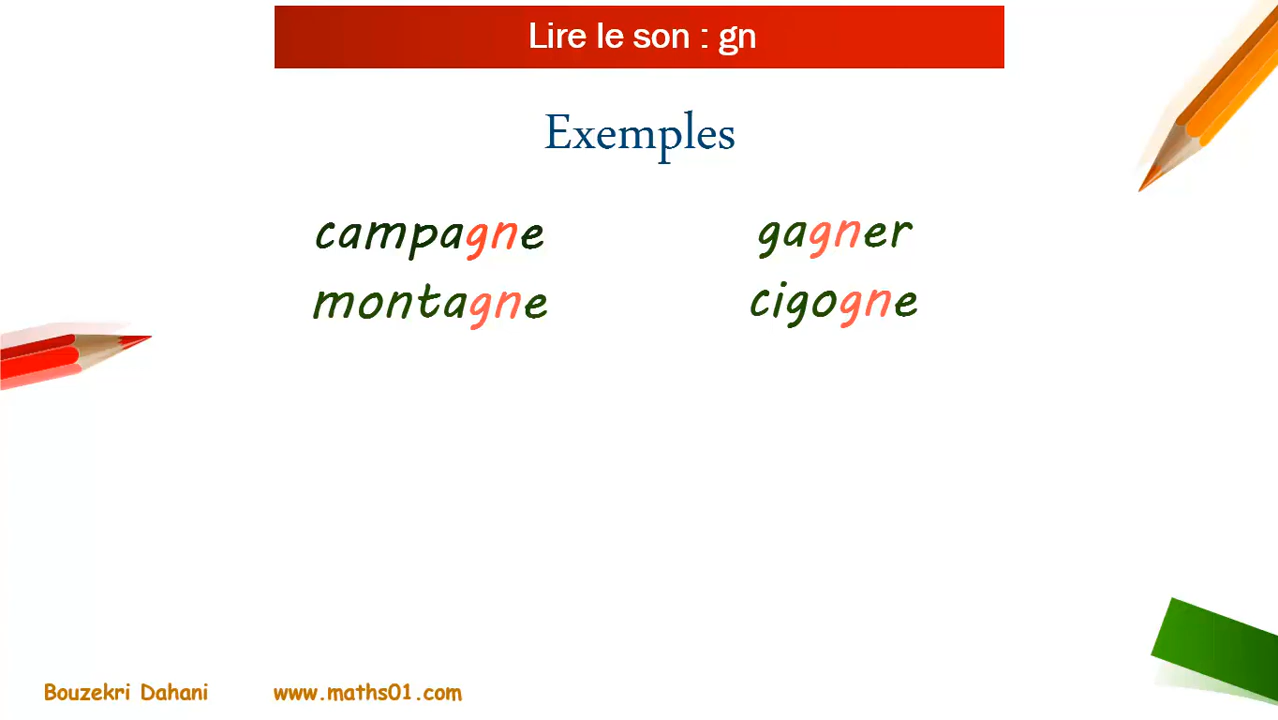 Lire le son : gn
Exemples
campagne gagner
montagne cigogne
Bouzekri Dahani www.maths01.com